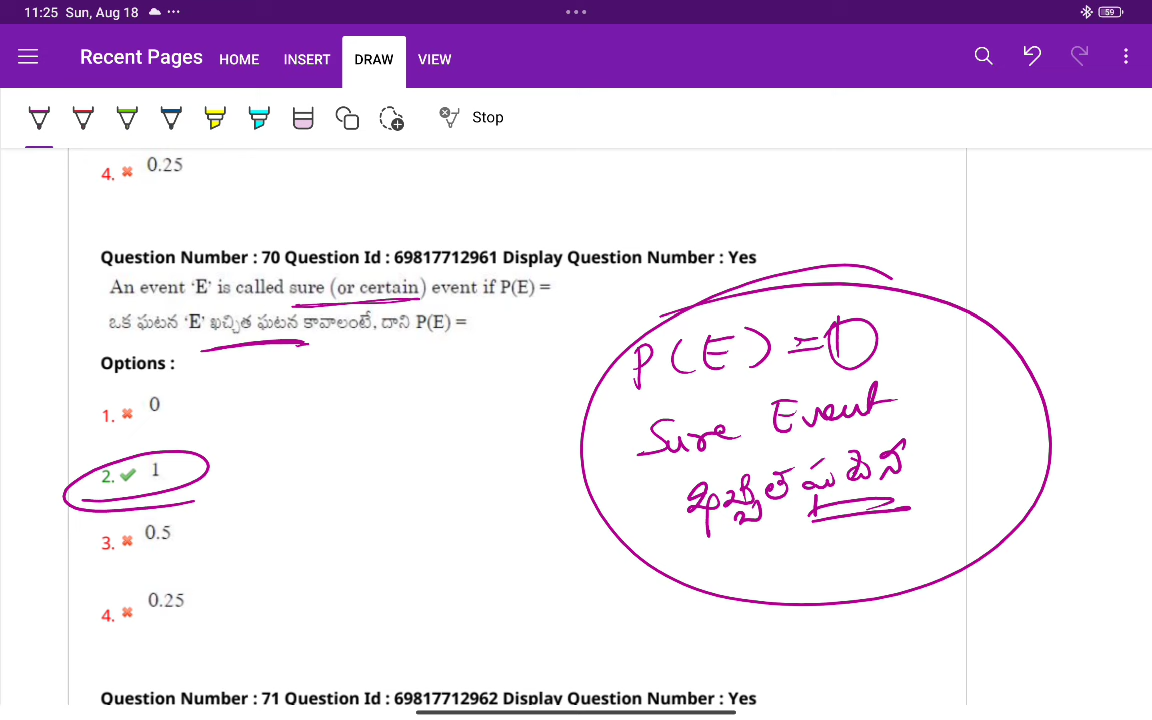 11:25 Sun, Aug 18
59
Recent Pages HOME INSERT DRAW VIEW
Stop
4. 0.25
Question Number : 70 Question Id : 69817712961 Display Question Number : Yes
An event ‘E’ is called sure (or certain) event if P(E) =
ఒక ఘటన ‘E’ ఖచ్చిత ఘటన కావాలంటే, దాని P(E) =
Options :
1. 0
2. 1
3. 0.5
4. 0.25
P(E) = 1
Sure Event
ఖచ్చిత ఘటన
Question Number : 71 Question Id : 69817712962 Display Question Number : Yes